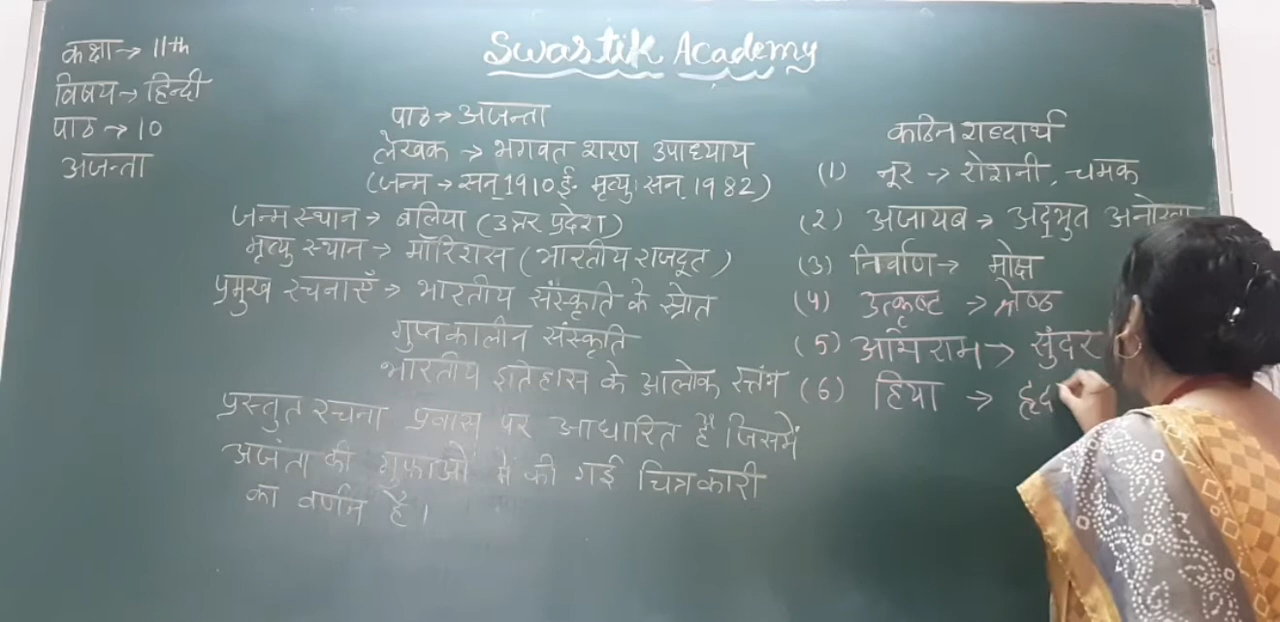 Swastik Academy
कक्षा → 11th
विषय → हिन्दी
पाठ → 10
अजन्ता
पाठ → अजन्ता
लेखक → भगवत शरण उपाध्याय
(जन्म → सन् 1910 ई. मृत्यु। सन् 1982)
जन्म स्थान → बलिया (उत्तर प्रदेश)
मृत्यु स्थान → मॉरिशस (भारतीय राजदूत)
प्रमुख रचनाएँ → भारतीय संस्कृति के स्रोत
गुप्तकालीन संस्कृति
भारतीय इतिहास के आलोक स्तंभ
प्रस्तुत रचना प्रवास पर आधारित है जिसमें
अजंता की गुफाओं में की गई चित्रकारी
का वर्णन है।
कठिन शब्दार्थ
(1) नूर → रोशनी, चमक
(2) अजायब → अद्भुत अनोखा
(3) निर्वाण → मोक्ष
(4) उत्कृष्ट → श्रेष्ठ
(5) अभिराम → सुंदर
(6) हिया → हृद